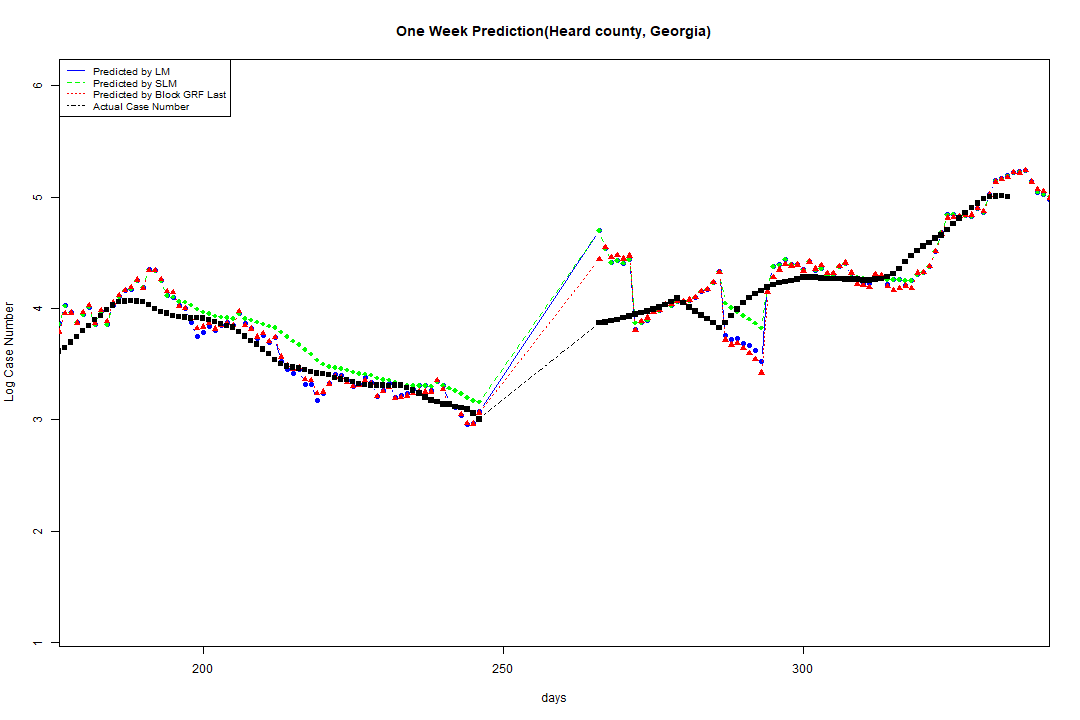 One Week Prediction(Heard county, Georgia)
Predicted by LM
Predicted by SLM
Predicted by Block GRF Last
Actual Case Number
6
5
4
3
2
1
Log Case Number
200 250 300
days